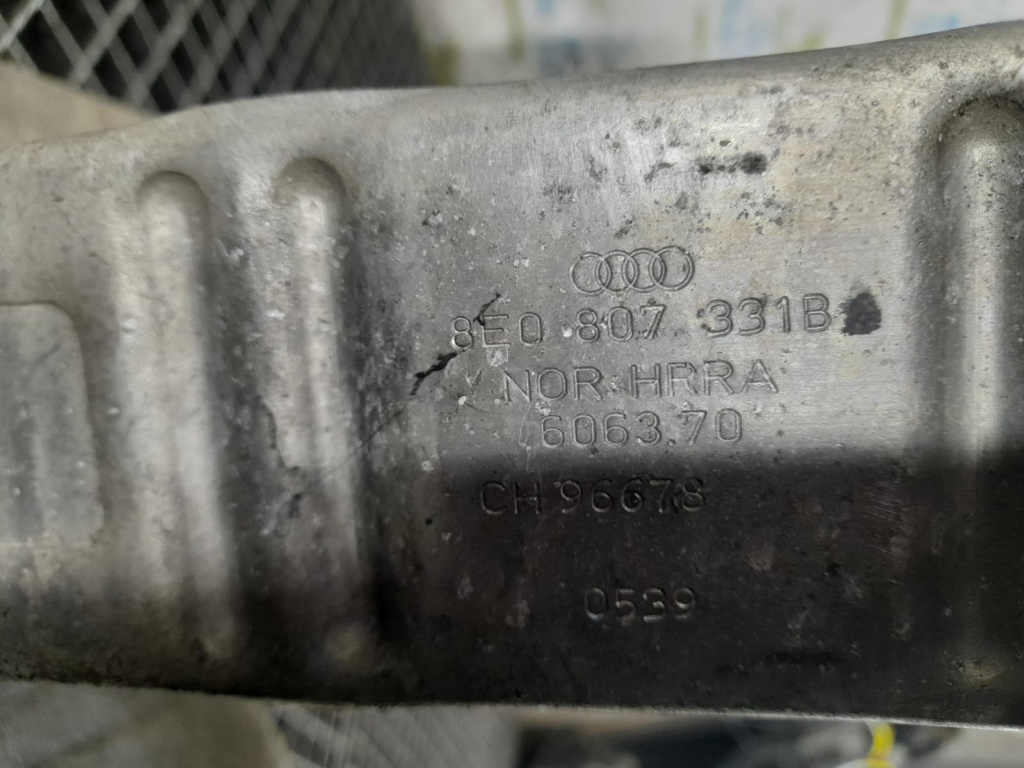 8E0 807 331B
NOR HRRA
6063.70
CH 96678
0539